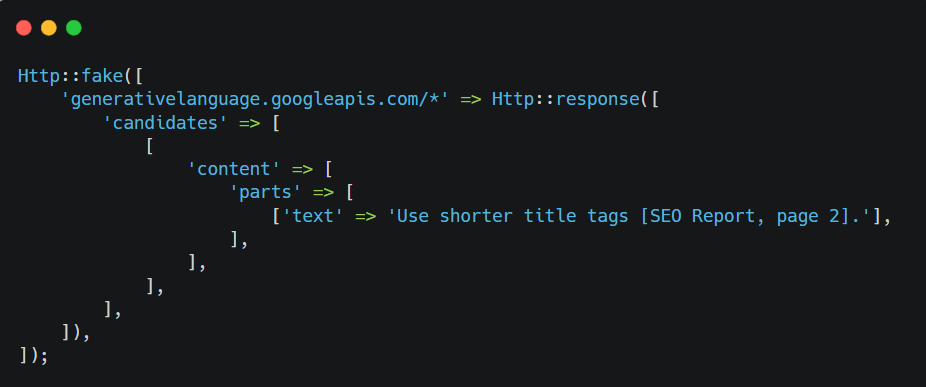 Http::fake([
    'generativelanguage.googleapis.com/*' => Http::response([
        'candidates' => [
            [
                'content' => [
                    'parts' => [
                        ['text' => 'Use shorter title tags [SEO Report, page 2].'],
                    ],
                ],
            ],
        ],
    ]),
]);